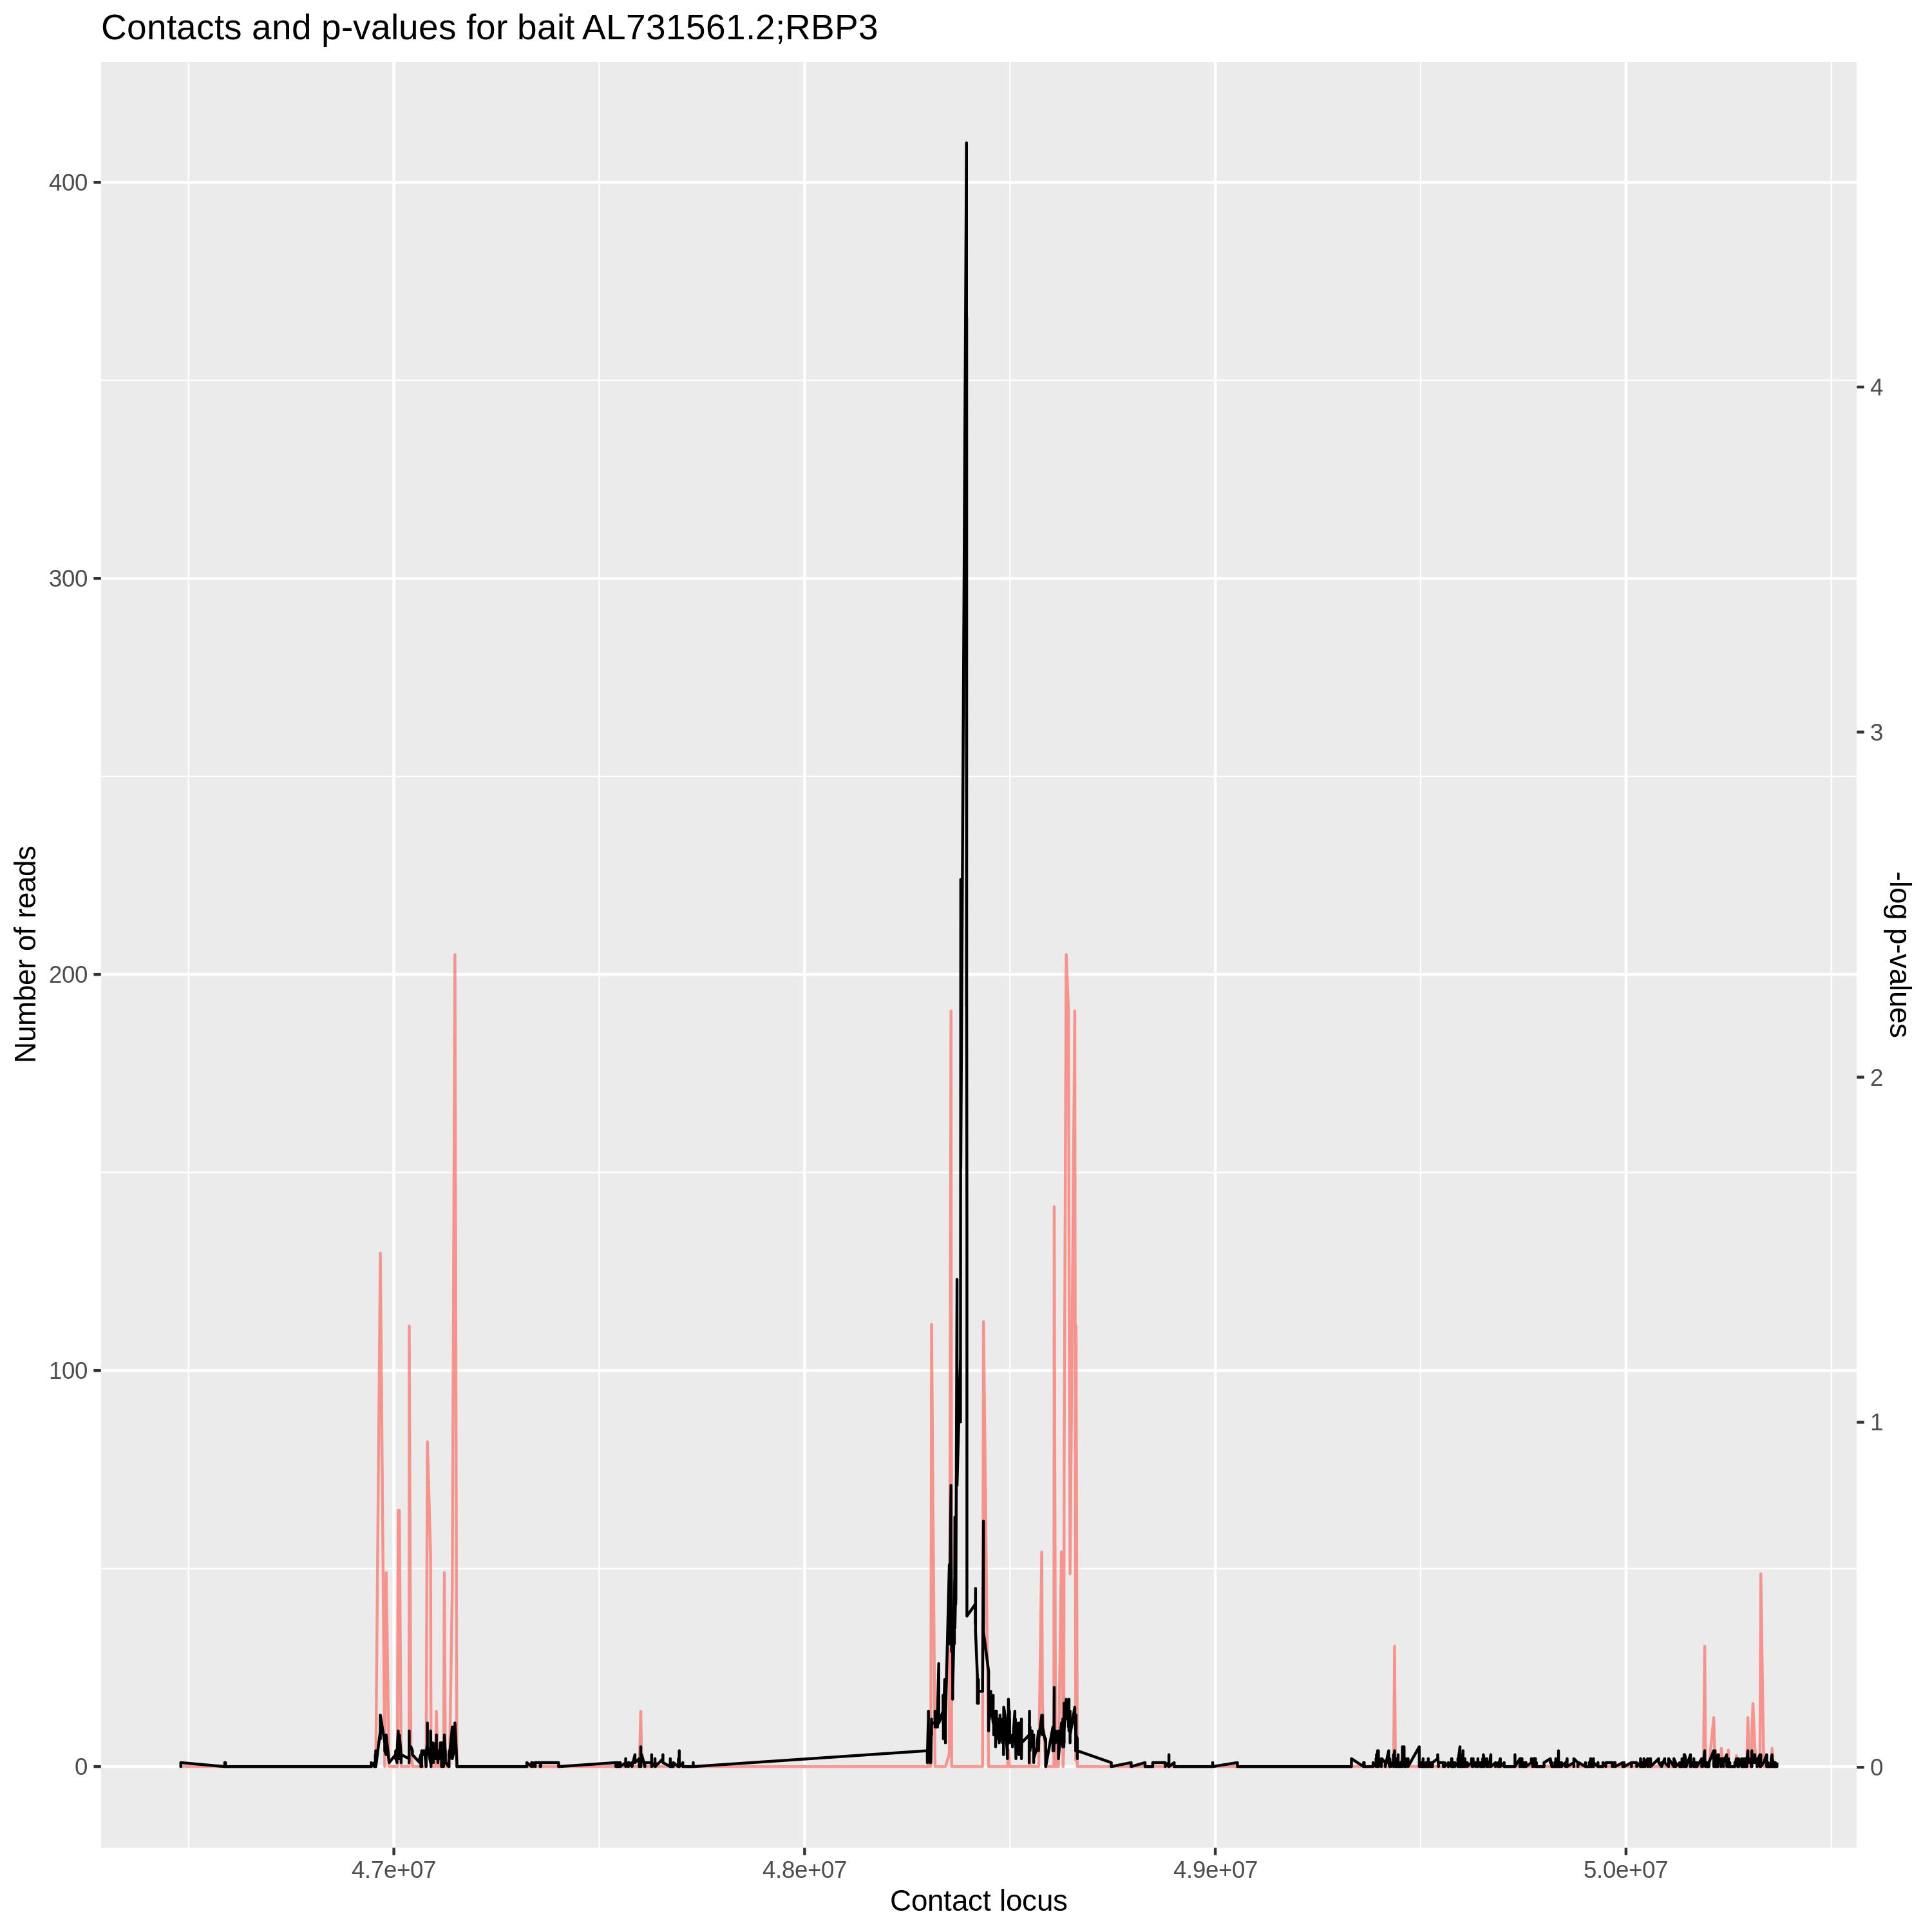 Contacts and p-values for bait AL731561.2;RBP3
400
300
200
100
0
Number of reads
4
3
2
1
0
-log p-values
4.7e+07
4.8e+07
4.9e+07
5.0e+07
Contact locus